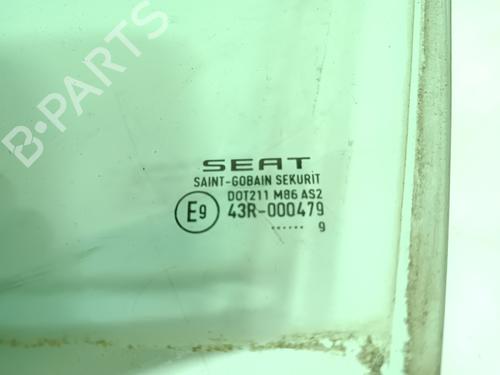 B-PARTS
SEAT
SAINT-GOBAIN SEKURIT
DOT211 M86 AS2
E9 43R-000479
...... 9